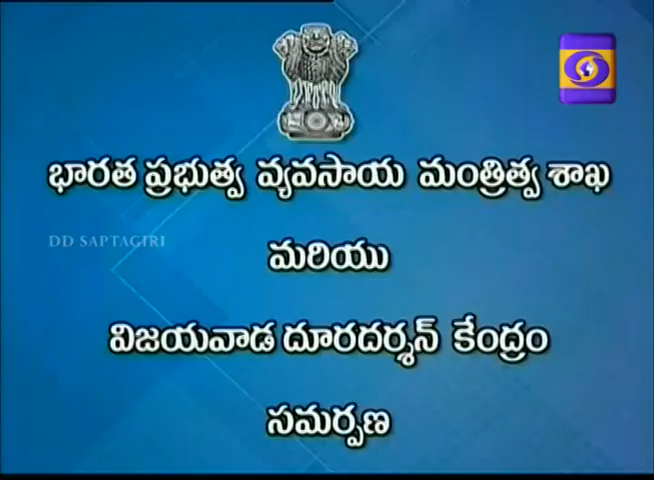 భారత ప్రభుత్వ వ్యవసాయ మంత్రిత్వ శాఖ
DD SAPTAGIRI
మరియు
విజయవాడ దూరదర్శన్ కేంద్రం
సమర్పణ